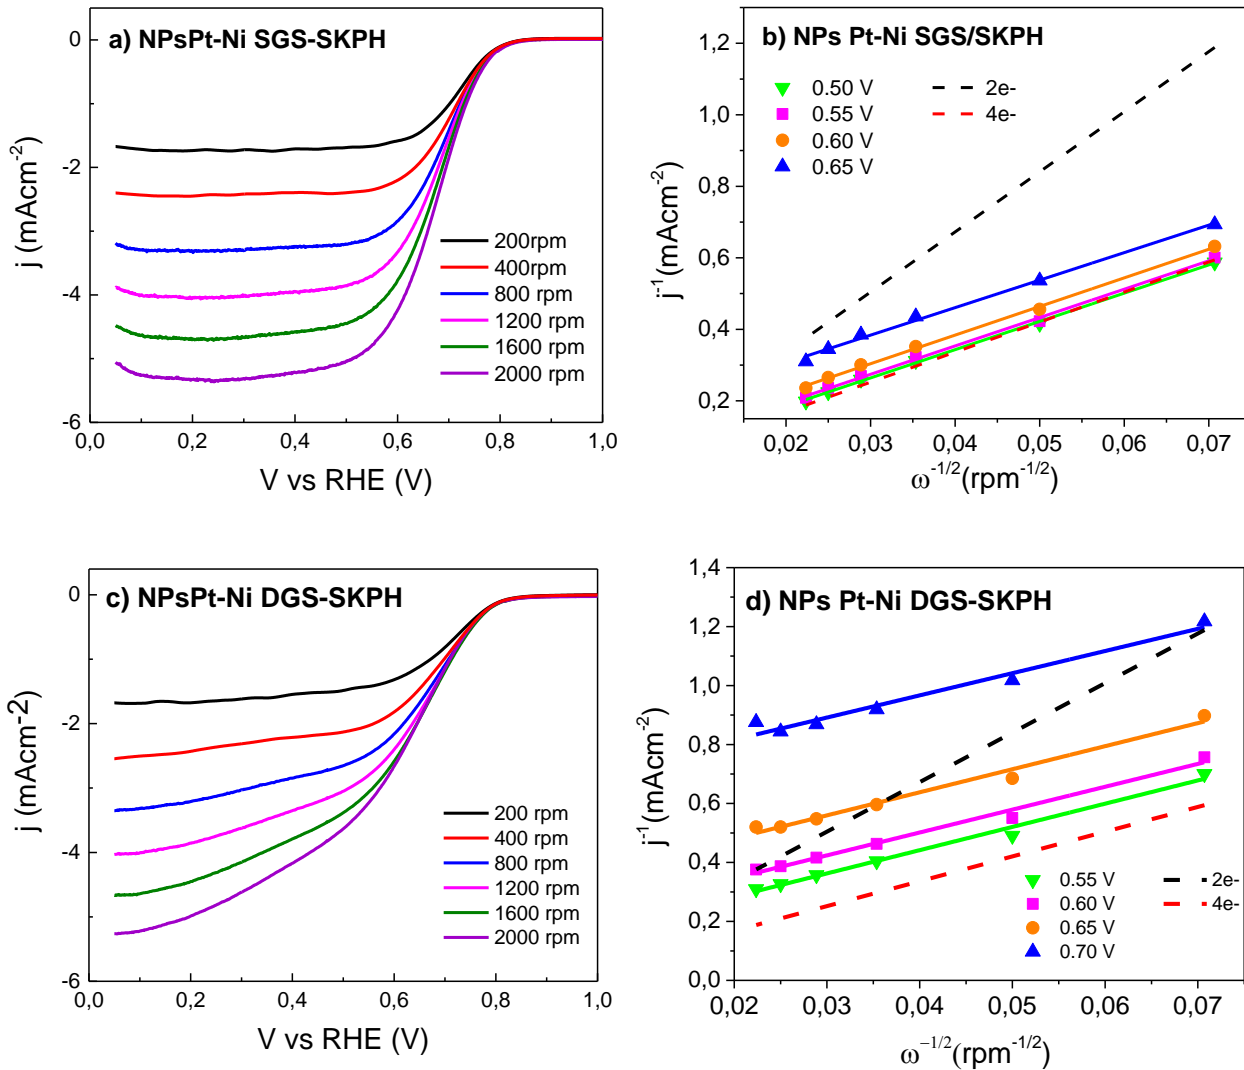 a) NPsPt-Ni SGS-SKPH
0
-2
-4
-6
j (mAcm-2)
200rpm
400rpm
800 rpm
1200 rpm
1600 rpm
2000 rpm
0,0 0,2 0,4 0,6 0,8 1,0
V vs RHE (V)
b) NPs Pt-Ni SGS/SKPH
1,2
1,0
0,8
0,6
0,4
0,2
j-1(mAcm-2)
0.50 V
0.55 V
0.60 V
0.65 V
2e-
4e-
0,02 0,03 0,04 0,05 0,06 0,07
ω-1/2(rpm-1/2)
c) NPsPt-Ni DGS-SKPH
0
-2
-4
-6
j (mAcm-2)
200 rpm
400 rpm
800 rpm
1200 rpm
1600 rpm
2000 rpm
0,0 0,2 0,4 0,6 0,8 1,0
V vs RHE (V)
d) NPs Pt-Ni DGS-SKPH
1,4
1,2
1,0
0,8
0,6
0,4
0,2
0,0
j-1(mAcm-2)
0.55 V
0.60 V
0.65 V
0.70 V
2e-
4e-
0,02 0,03 0,04 0,05 0,06 0,07
ω-1/2(rpm-1/2)